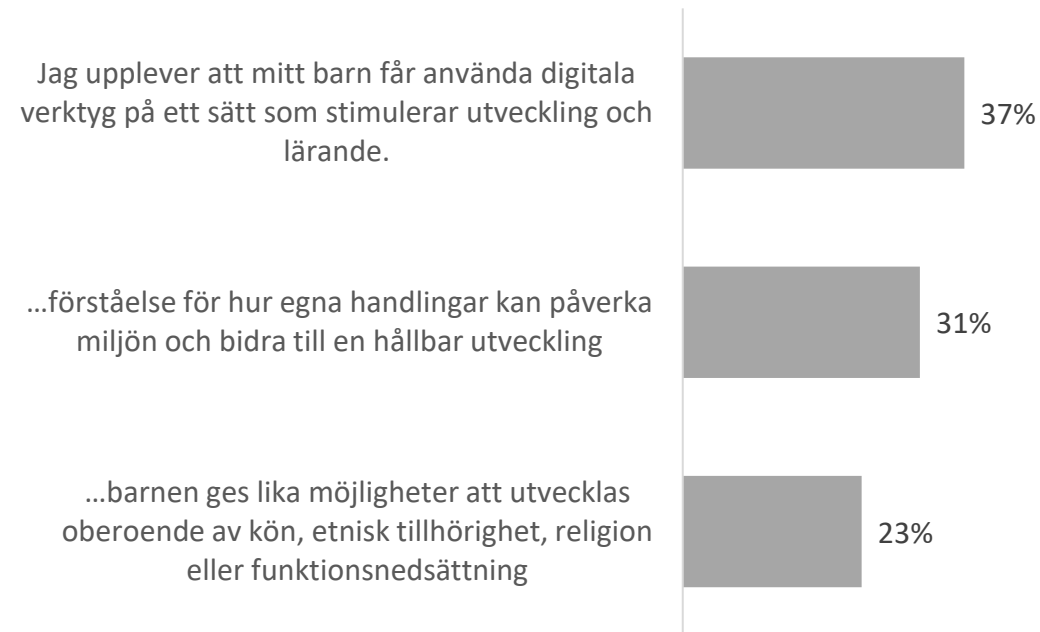 Jag upplever att mitt barn får använda digitala
verktyg på ett sätt som stimulerar utveckling och
lärande.
37%
…förståelse för hur egna handlingar kan påverka
miljön och bidra till en hållbar utveckling
31%
…barnen ges lika möjligheter att utvecklas
oberoende av kön, etnisk tillhörighet, religion
eller funktionsnedsättning
23%